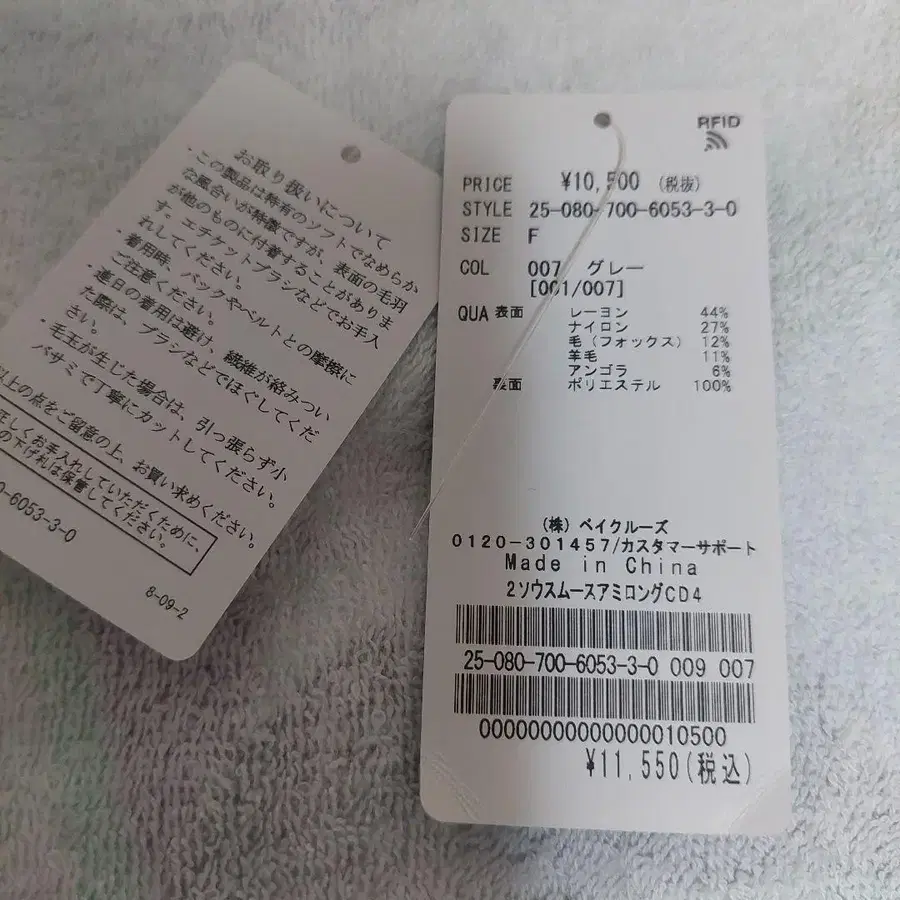 お取り扱いについて
・この製品は特有のソフトでなめらか
な風合いが特徴ですが、表面の毛羽
が他のものに付着することがありま
す。エチケットブラシなどでお手入
れしてください。
・着用時、バックやベルトとの摩擦に
ご注意ください。
・連日の着用は避け、繊維が絡みつい
た際は、ブラシなどでほぐしてくだ
さい。
・毛玉が生じた場合は、引っ張らず小
バサミで丁寧にカットしてください。
以上の点をご留意の上、お買い求めください。
正しくお手入れしていただくために、
の下げ札は保管してください。
0-6053-3-0
8-09-2
RFID
PRICE ¥10,500 (税抜)
STYLE 25-080-700-6053-3-0
SIZE F
COL 007 グレー
[001/007]
QUA 表面 レーヨン 44%
ナイロン 27%
毛(フォックス) 12%
羊毛 11%
アンゴラ 6%
裏面 ポリエステル 100%
(株)ベイクルーズ
0120-301457/カスタマーサポート
Made in China
2ソウスムースアミロングCD4
25-080-700-6053-3-0 009 007
00000000000000010500
¥11,550(税込)